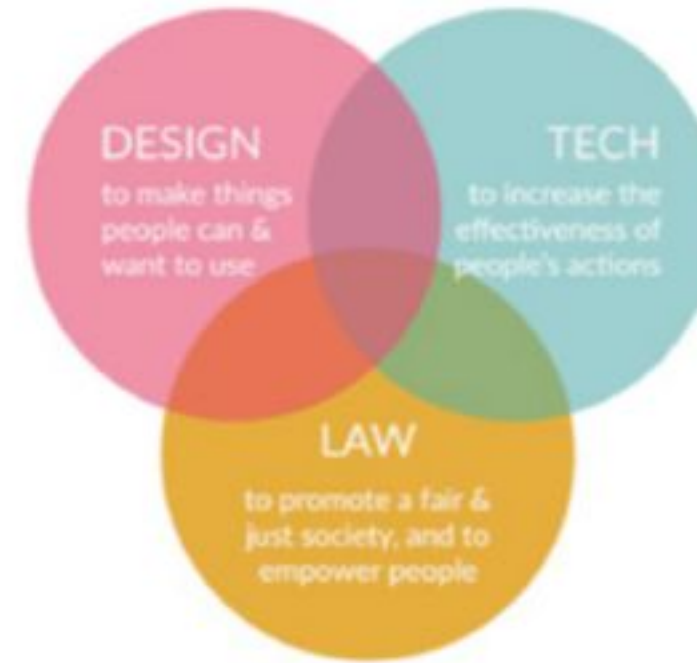 DESIGN
to make things
people can &
want to use
TECH
to increase the
effectiveness of
people's actions
LAW
to promote a fair &
just society, and to
empower people